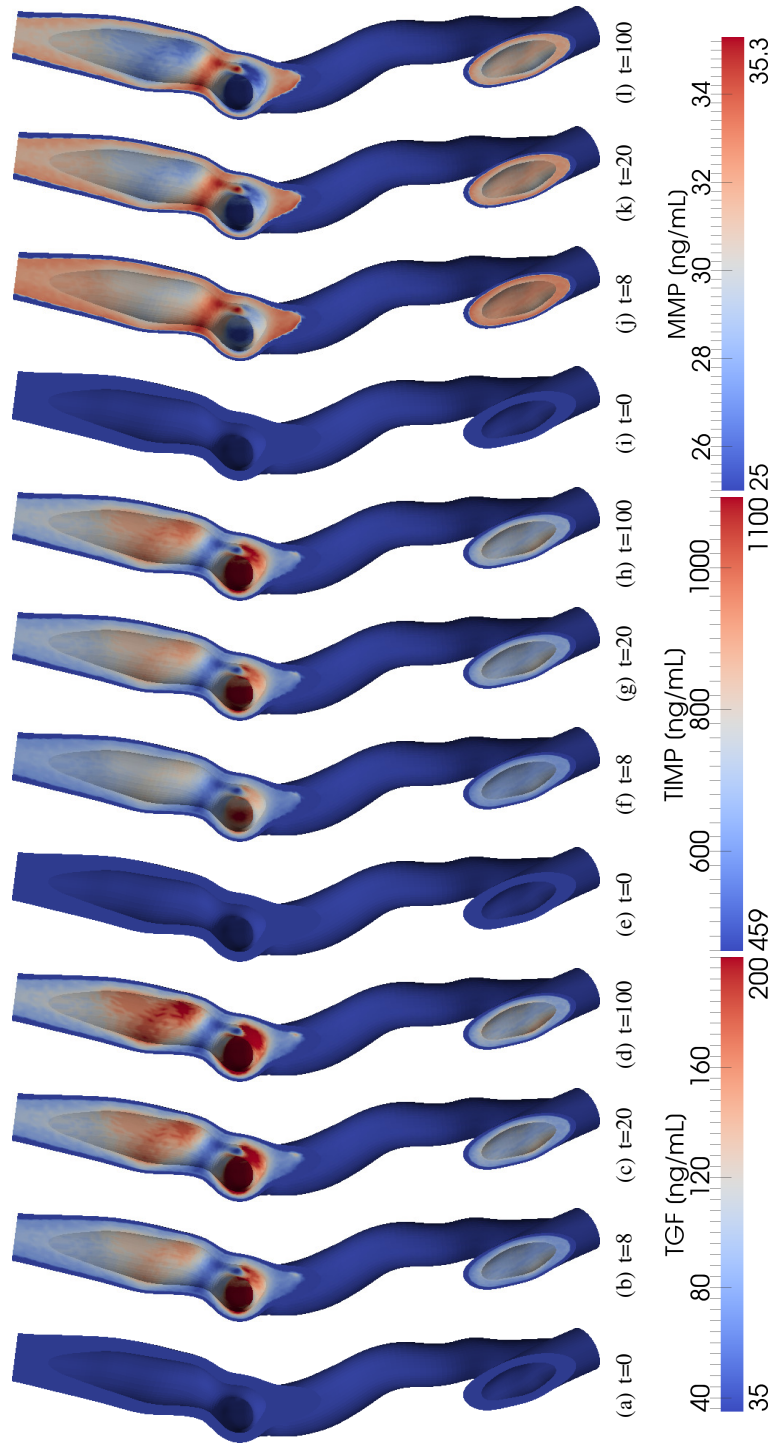 (a) t=0
(b) t=8
(c) t=20
(d) t=100
(e) t=0
(f) t=8
(g) t=20
(h) t=100
(i) t=0
(j) t=8
(k) t=20
(l) t=100
TGF (ng/mL)
40 80 120 160
35 200
TIMP (ng/mL)
600 800 1000
459 1100
MMP (ng/mL)
26 28 30 32 34
25 35.3